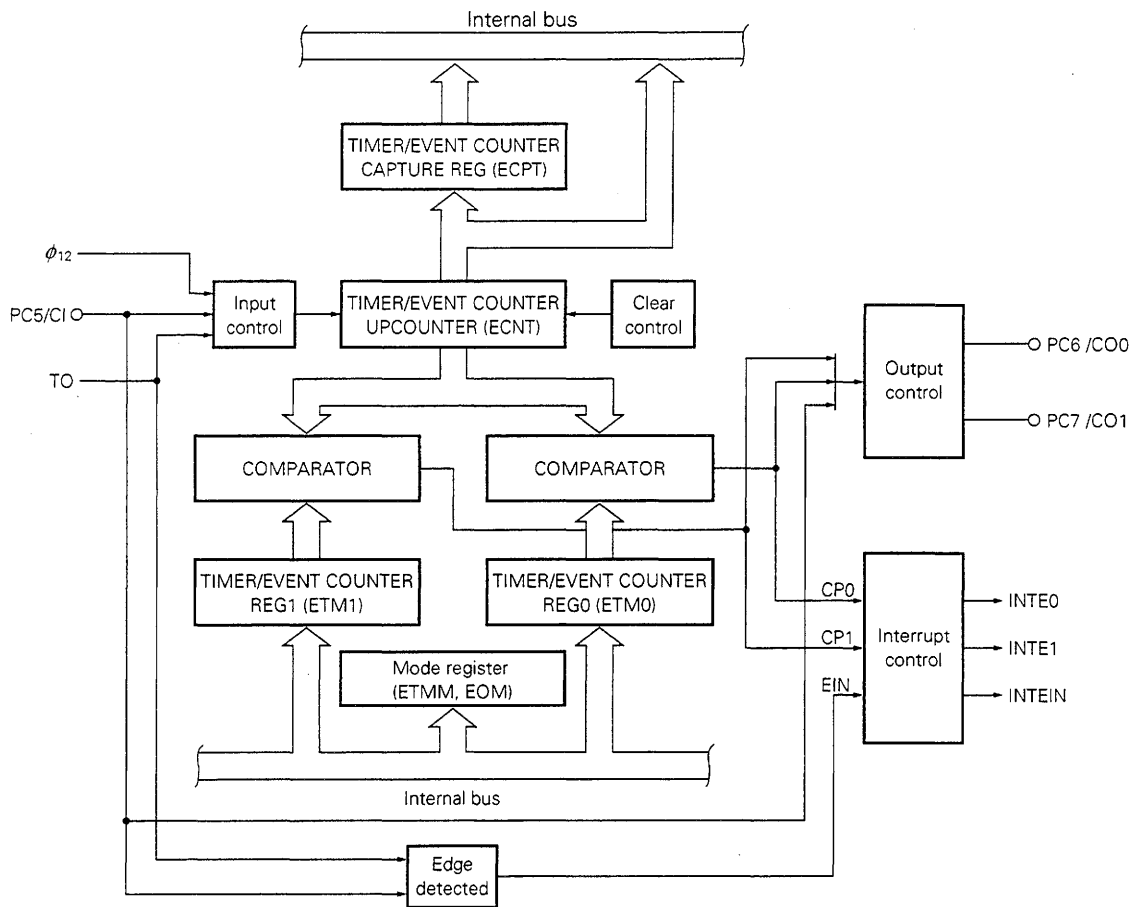 Internal bus
TIMER/EVENT COUNTER
CAPTURE REG (ECPT)
ϕ12
PC5/CI
TO
Input
control
TIMER/EVENT COUNTER
UPCOUNTER (ECNT)
Clear
control
Output
control
PC6/CO0
PC7/CO1
COMPARATOR
COMPARATOR
TIMER/EVENT COUNTER
REG1 (ETM1)
TIMER/EVENT COUNTER
REG0 (ETM0)
Mode register
(ETMM, EOM)
CP0
CP1
EIN
Interrupt
control
INTE0
INTE1
INTEIN
Internal bus
Edge
detected